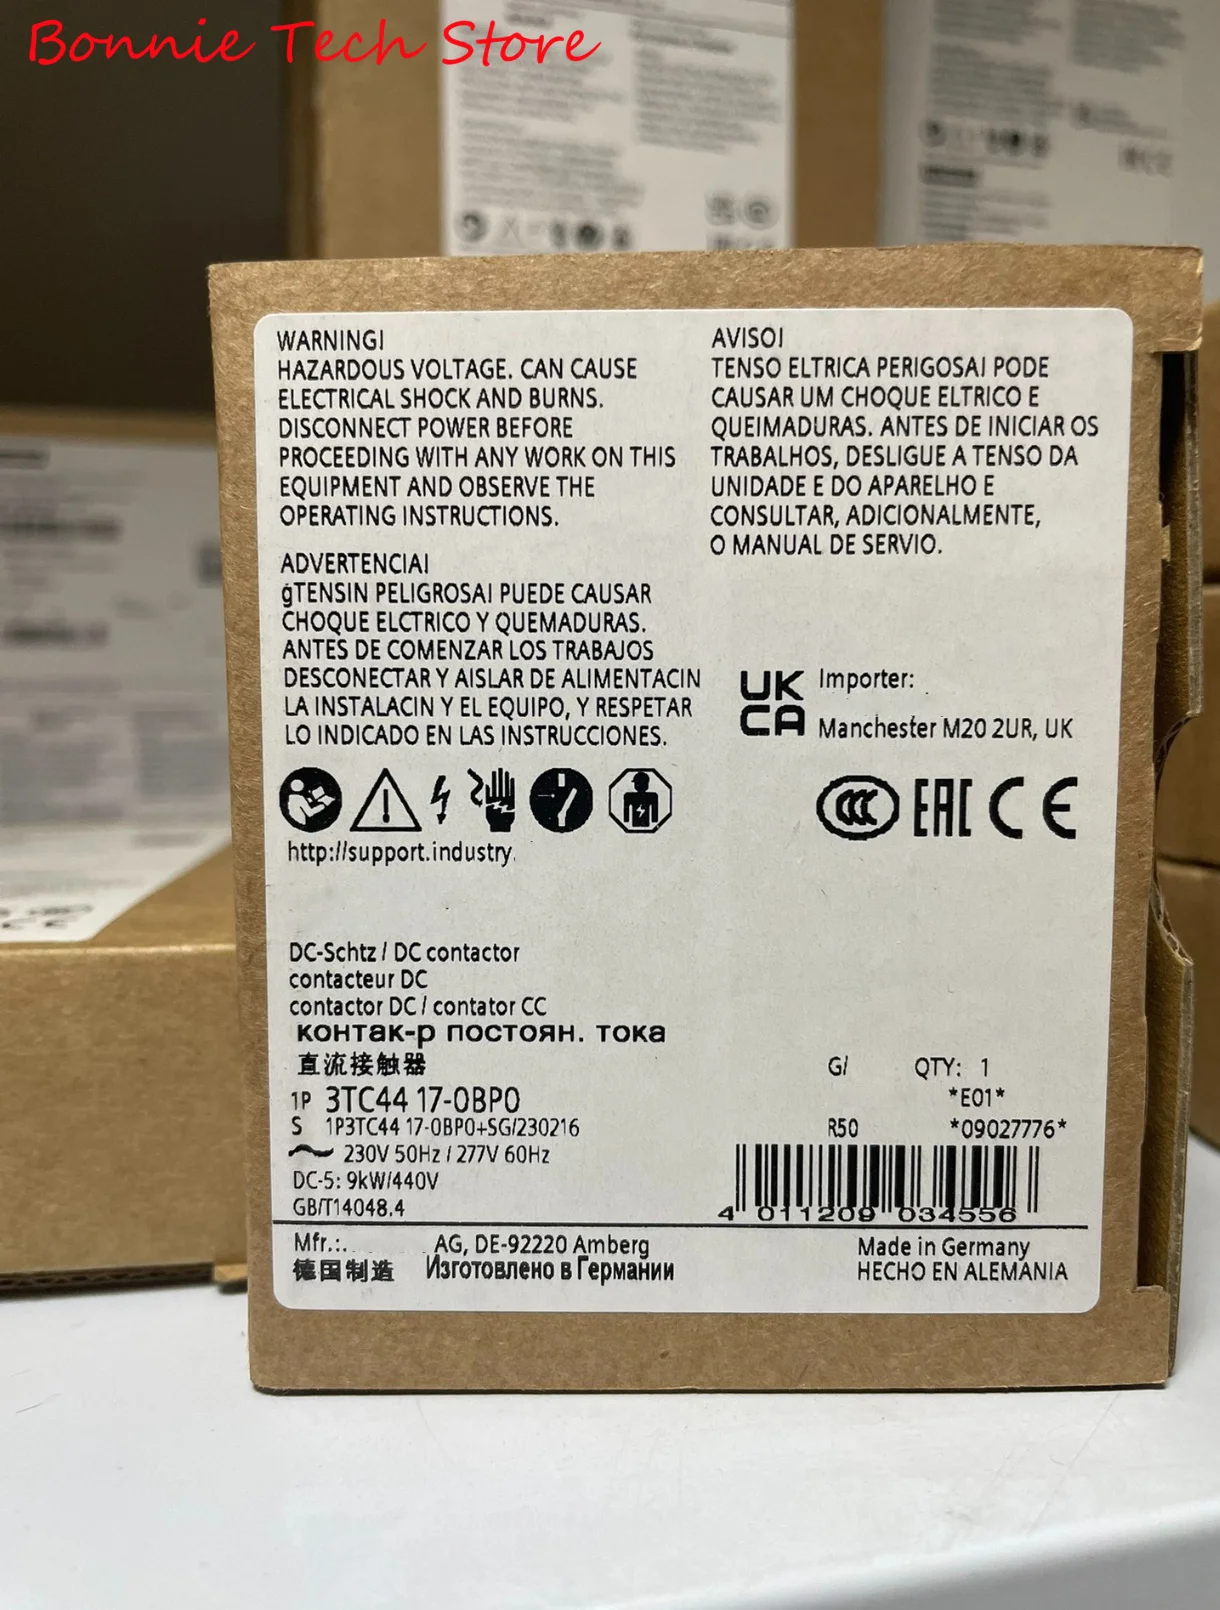 Bonnie Tech Store
WARNING!
HAZARDOUS VOLTAGE. CAN CAUSE
ELECTRICAL SHOCK AND BURNS.
DISCONNECT POWER BEFORE
PROCEEDING WITH ANY WORK ON THIS
EQUIPMENT AND OBSERVE THE
OPERATING INSTRUCTIONS.
ADVERTENCIAI
gTENSIN PELIGROSAI PUEDE CAUSAR
CHOQUE ELCTRICO Y QUEMADURAS.
ANTES DE COMENZAR LOS TRABAJOS
DESCONECTAR Y AISLAR DE ALIMENTACIN
LA INSTALACIN Y EL EQUIPO, Y RESPETAR
LO INDICADO EN LAS INSTRUCCIONES.
http://support.industry.
AVISOI
TENSO ELTRICA PERIGOSAI PODE
CAUSAR UM CHOQUE ELTRICO E
QUEIMADURAS. ANTES DE INICIAR OS
TRABALHOS, DESLIGUE A TENSO DA
UNIDADE E DO APARELHO E
CONSULTAR, ADICIONALMENTE,
O MANUAL DE SERVIO.
UK
CA
Importer:
Manchester M20 2UR, UK
CCC EAC CE
DC-Schtz / DC contactor
contacteur DC
contactor DC / contator CC
контак-р постоян. тока
直流接触器
1P 3TC44 17-0BP0
S 1P3TC44 17-0BP0+SG/230216
230V 50Hz / 277V 60Hz
DC-5: 9kW/440V
GB/T14048.4
G/ QTY: 1
*E01*
R50 *09027776*
4 011209 034556
Mfr.: AG, DE-92220 Amberg
德国制造 Изготовлено в Германии
Made in Germany
HECHO EN ALEMANIA